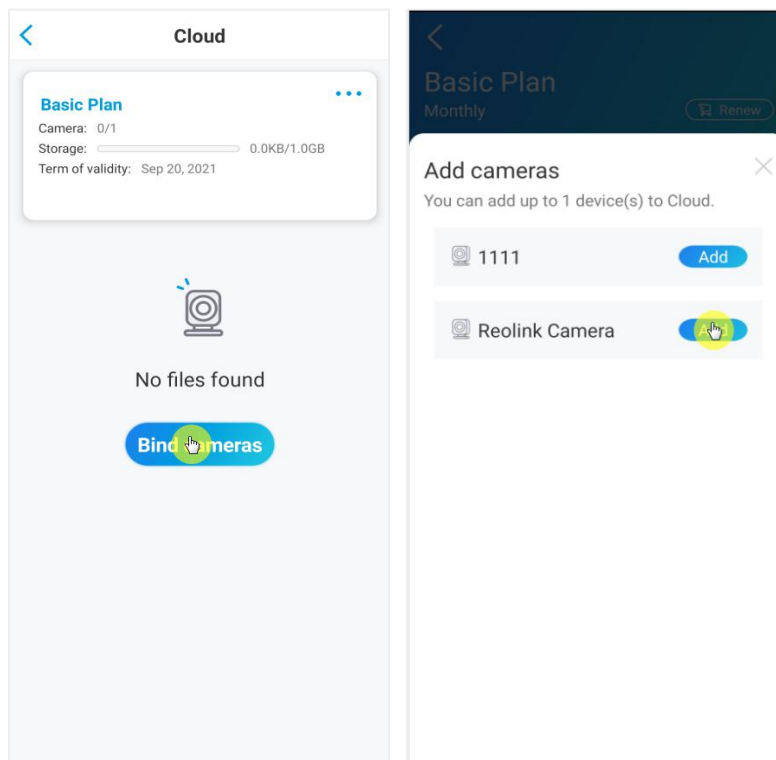 Cloud
Basic Plan
Camera: 0/1
Storage: 0.0KB/1.0GB
Term of validity: Sep 20, 2021
No files found
Bind cameras
Basic Plan
Monthly
Renew
Add cameras
You can add up to 1 device(s) to Cloud.
1111 Add
Reolink Camera Add